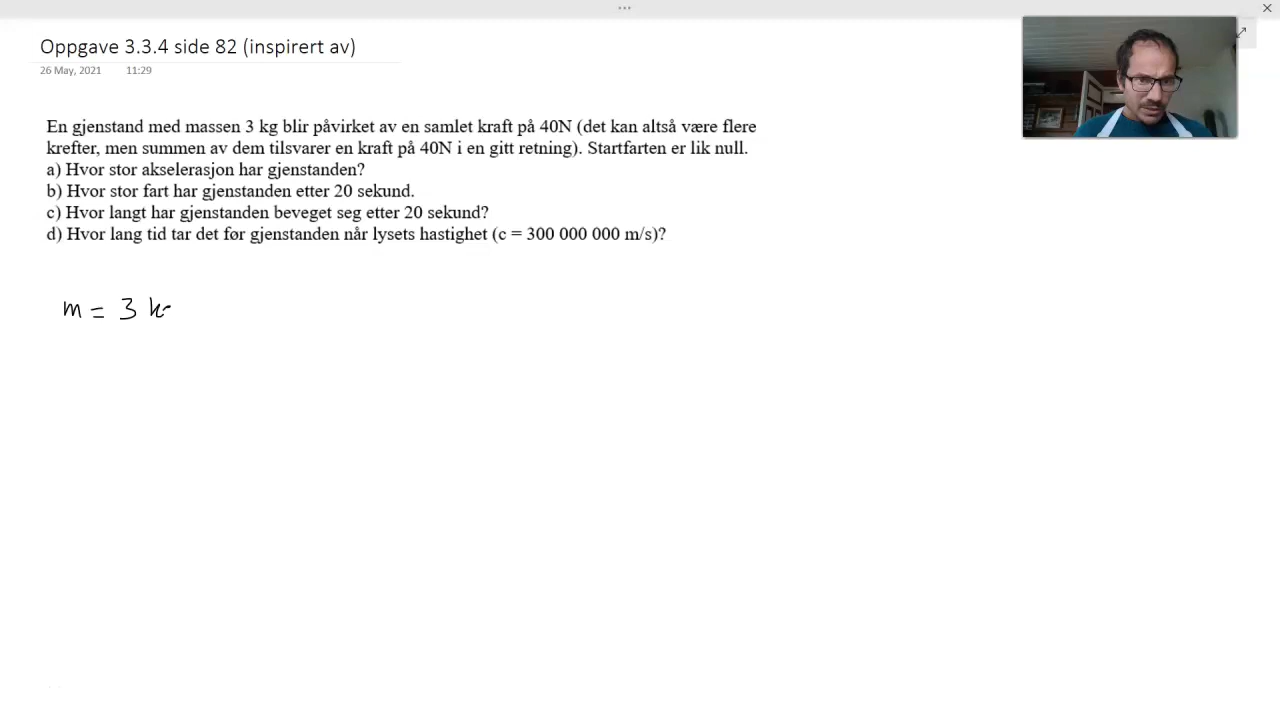 Oppgave 3.3.4 side 82 (inspirert av)
26 May, 2021 11:29
En gjenstand med massen 3 kg blir påvirket av en samlet kraft på 40N (det kan altså være flere
krefter, men summen av dem tilsvarer en kraft på 40N i en gitt retning). Startfarten er lik null.
a) Hvor stor akselerasjon har gjenstanden?
b) Hvor stor fart har gjenstanden etter 20 sekund.
c) Hvor langt har gjenstanden beveget seg etter 20 sekund?
d) Hvor lang tid tar det før gjenstanden når lysets hastighet (c = 300 000 000 m/s)?
m = 3 k